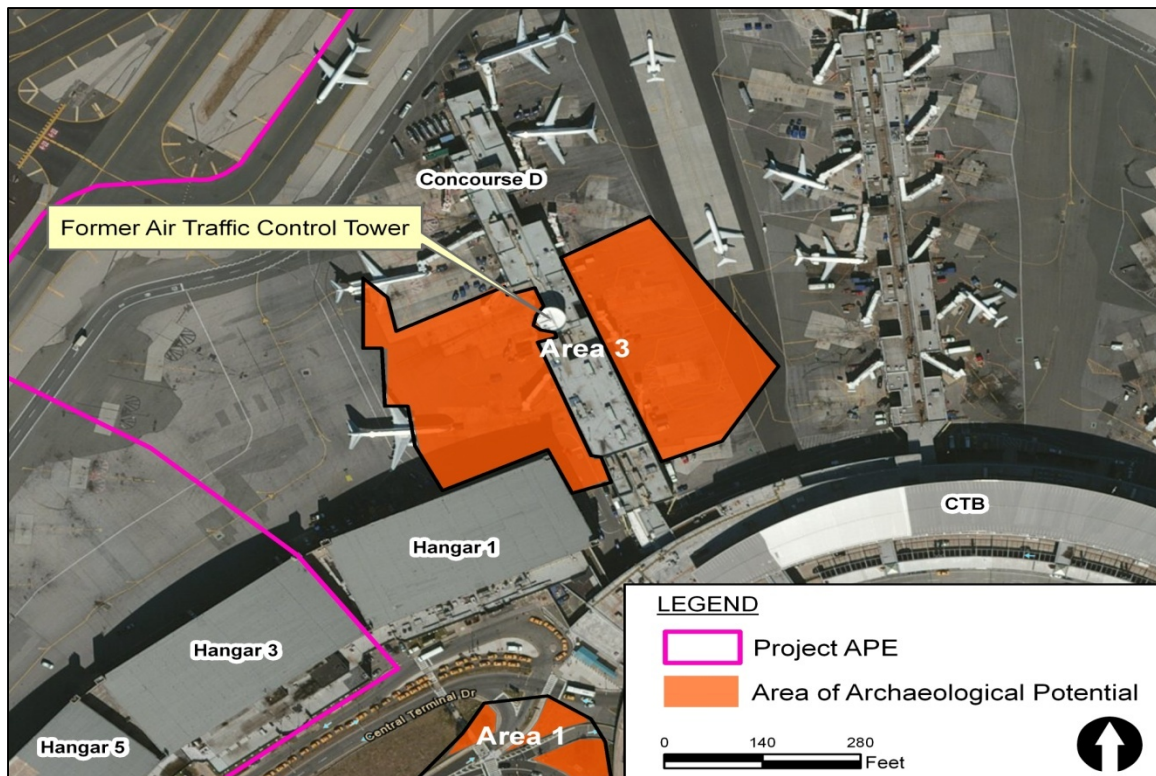 Concourse D
Former Air Traffic Control Tower
Area 3
CTB
Hangar 1
Hangar 3
Hangar 5
Central Terminal Dr
Area 1
LEGEND
Project APE
Area of Archaeological Potential
0 140 280
Feet